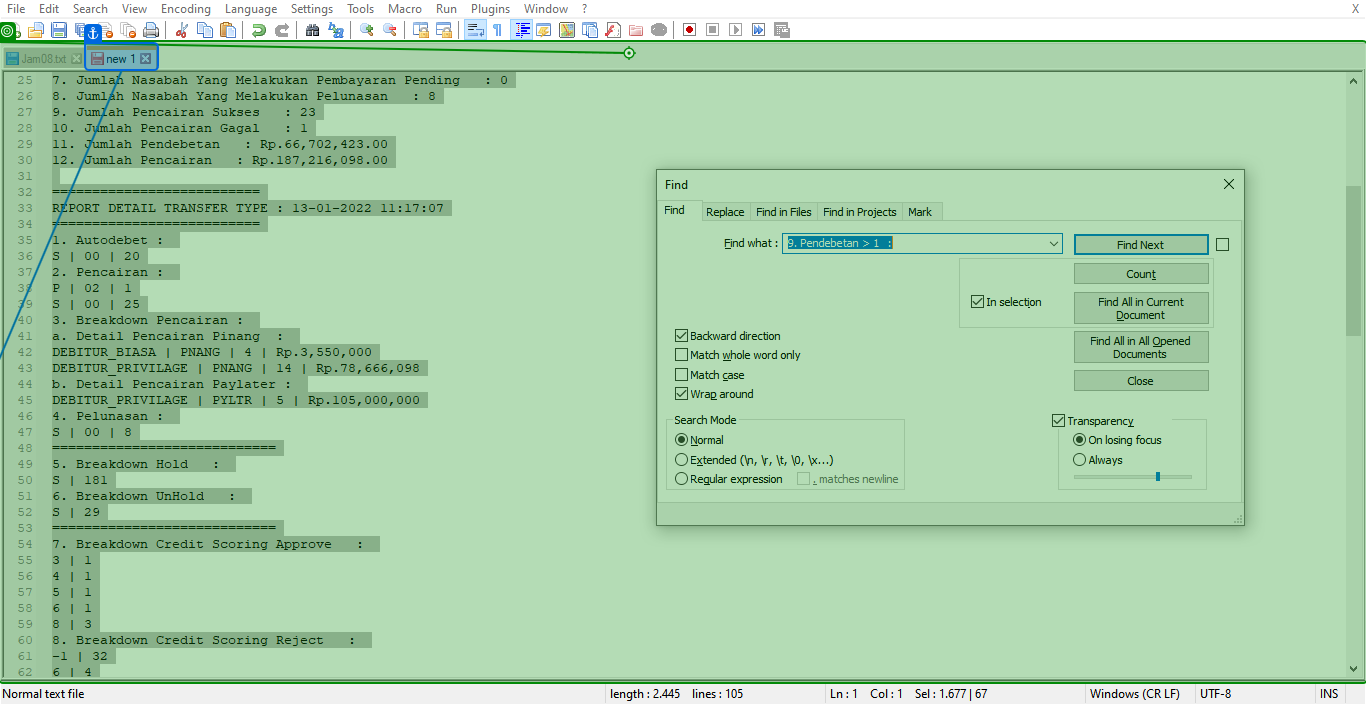 File Edit Search View Encoding Language Settings Tools Macro Run Plugins Window ? X
Jam08.txt new 1
25 7. Jumlah Nasabah Yang Melakukan Pembayaran Pending : 0
26 8. Jumlah Nasabah Yang Melakukan Pelunasan : 8
27 9. Jumlah Pencairan Sukses : 23
28 10. Jumlah Pencairan Gagal : 1
29 11. Jumlah Pendebetan : Rp.66,702,423.00
30 12. Jumlah Pencairan : Rp.187,216,098.00
31
32 ==========================
33 REPORT DETAIL TRANSFER TYPE : 13-01-2022 11:17:07
34 ==========================
35 1. Autodebet :
36 S | 00 | 20
37 2. Pencairan :
38 P | 02 | 1
39 S | 00 | 25
40 3. Breakdown Pencairan :
41 a. Detail Pencairan Pinang :
42 DEBITUR_BIASA | PNANG | 4 | Rp.3,550,000
43 DEBITUR_PRIVILAGE | PNANG | 14 | Rp.78,666,098
44 b. Detail Pencairan Paylater :
45 DEBITUR_PRIVILAGE | PYLTR | 5 | Rp.105,000,000
46 4. Pelunasan :
47 S | 00 | 8
48 ============================
49 5. Breakdown Hold :
50 S | 181
51 6. Breakdown UnHold :
52 S | 29
53 ============================
54 7. Breakdown Credit Scoring Approve :
55 3 | 1
56 4 | 1
57 5 | 1
58 6 | 1
59 8 | 3
60 8. Breakdown Credit Scoring Reject :
61 -1 | 32
62 6 | 4
Find
Find Replace Find in Files Find in Projects Mark
Find what : 9. Pendebetan > 1 :
Find Next
Count
In selection
Find All in Current
Document
Find All in All Opened
Documents
Close
Backward direction
Match whole word only
Match case
Wrap around
Search Mode
Normal
Extended (\n, \r, \t, \0, \x...)
Regular expression . matches newline
Transparency
On losing focus
Always
Normal text file length : 2.445 lines : 105 Ln : 1 Col : 1 Sel : 1.677 | 67 Windows (CR LF) UTF-8 INS